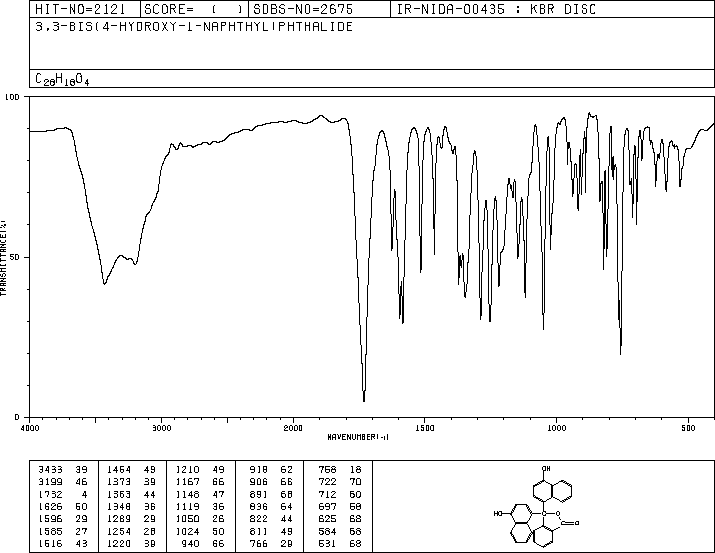 HIT-NO=2121 SCORE= ( ) SDBS-NO=2675 IR-NIDA-00435 : KBR DISC
3,3-BIS(4-HYDROXY-1-NAPHTHYL)PHTHALIDE
C28H18O4
100
50
0
TRANSMITTANCE(%)
4000 3000 2000 1500 1000 500
WAVENUMBER(-1)
3433 39 1464 49 1210 49 918 62 758 18
3199 46 1373 39 1167 66 906 66 722 70
1732 4 1363 44 1148 47 891 68 712 60
1626 50 1348 36 1119 36 836 64 697 58
1596 29 1289 29 1050 26 822 44 625 68
1585 27 1254 28 1024 50 811 49 584 68
1516 43 1220 39 940 66 766 29 531 68
OH
HO
C O
C=O